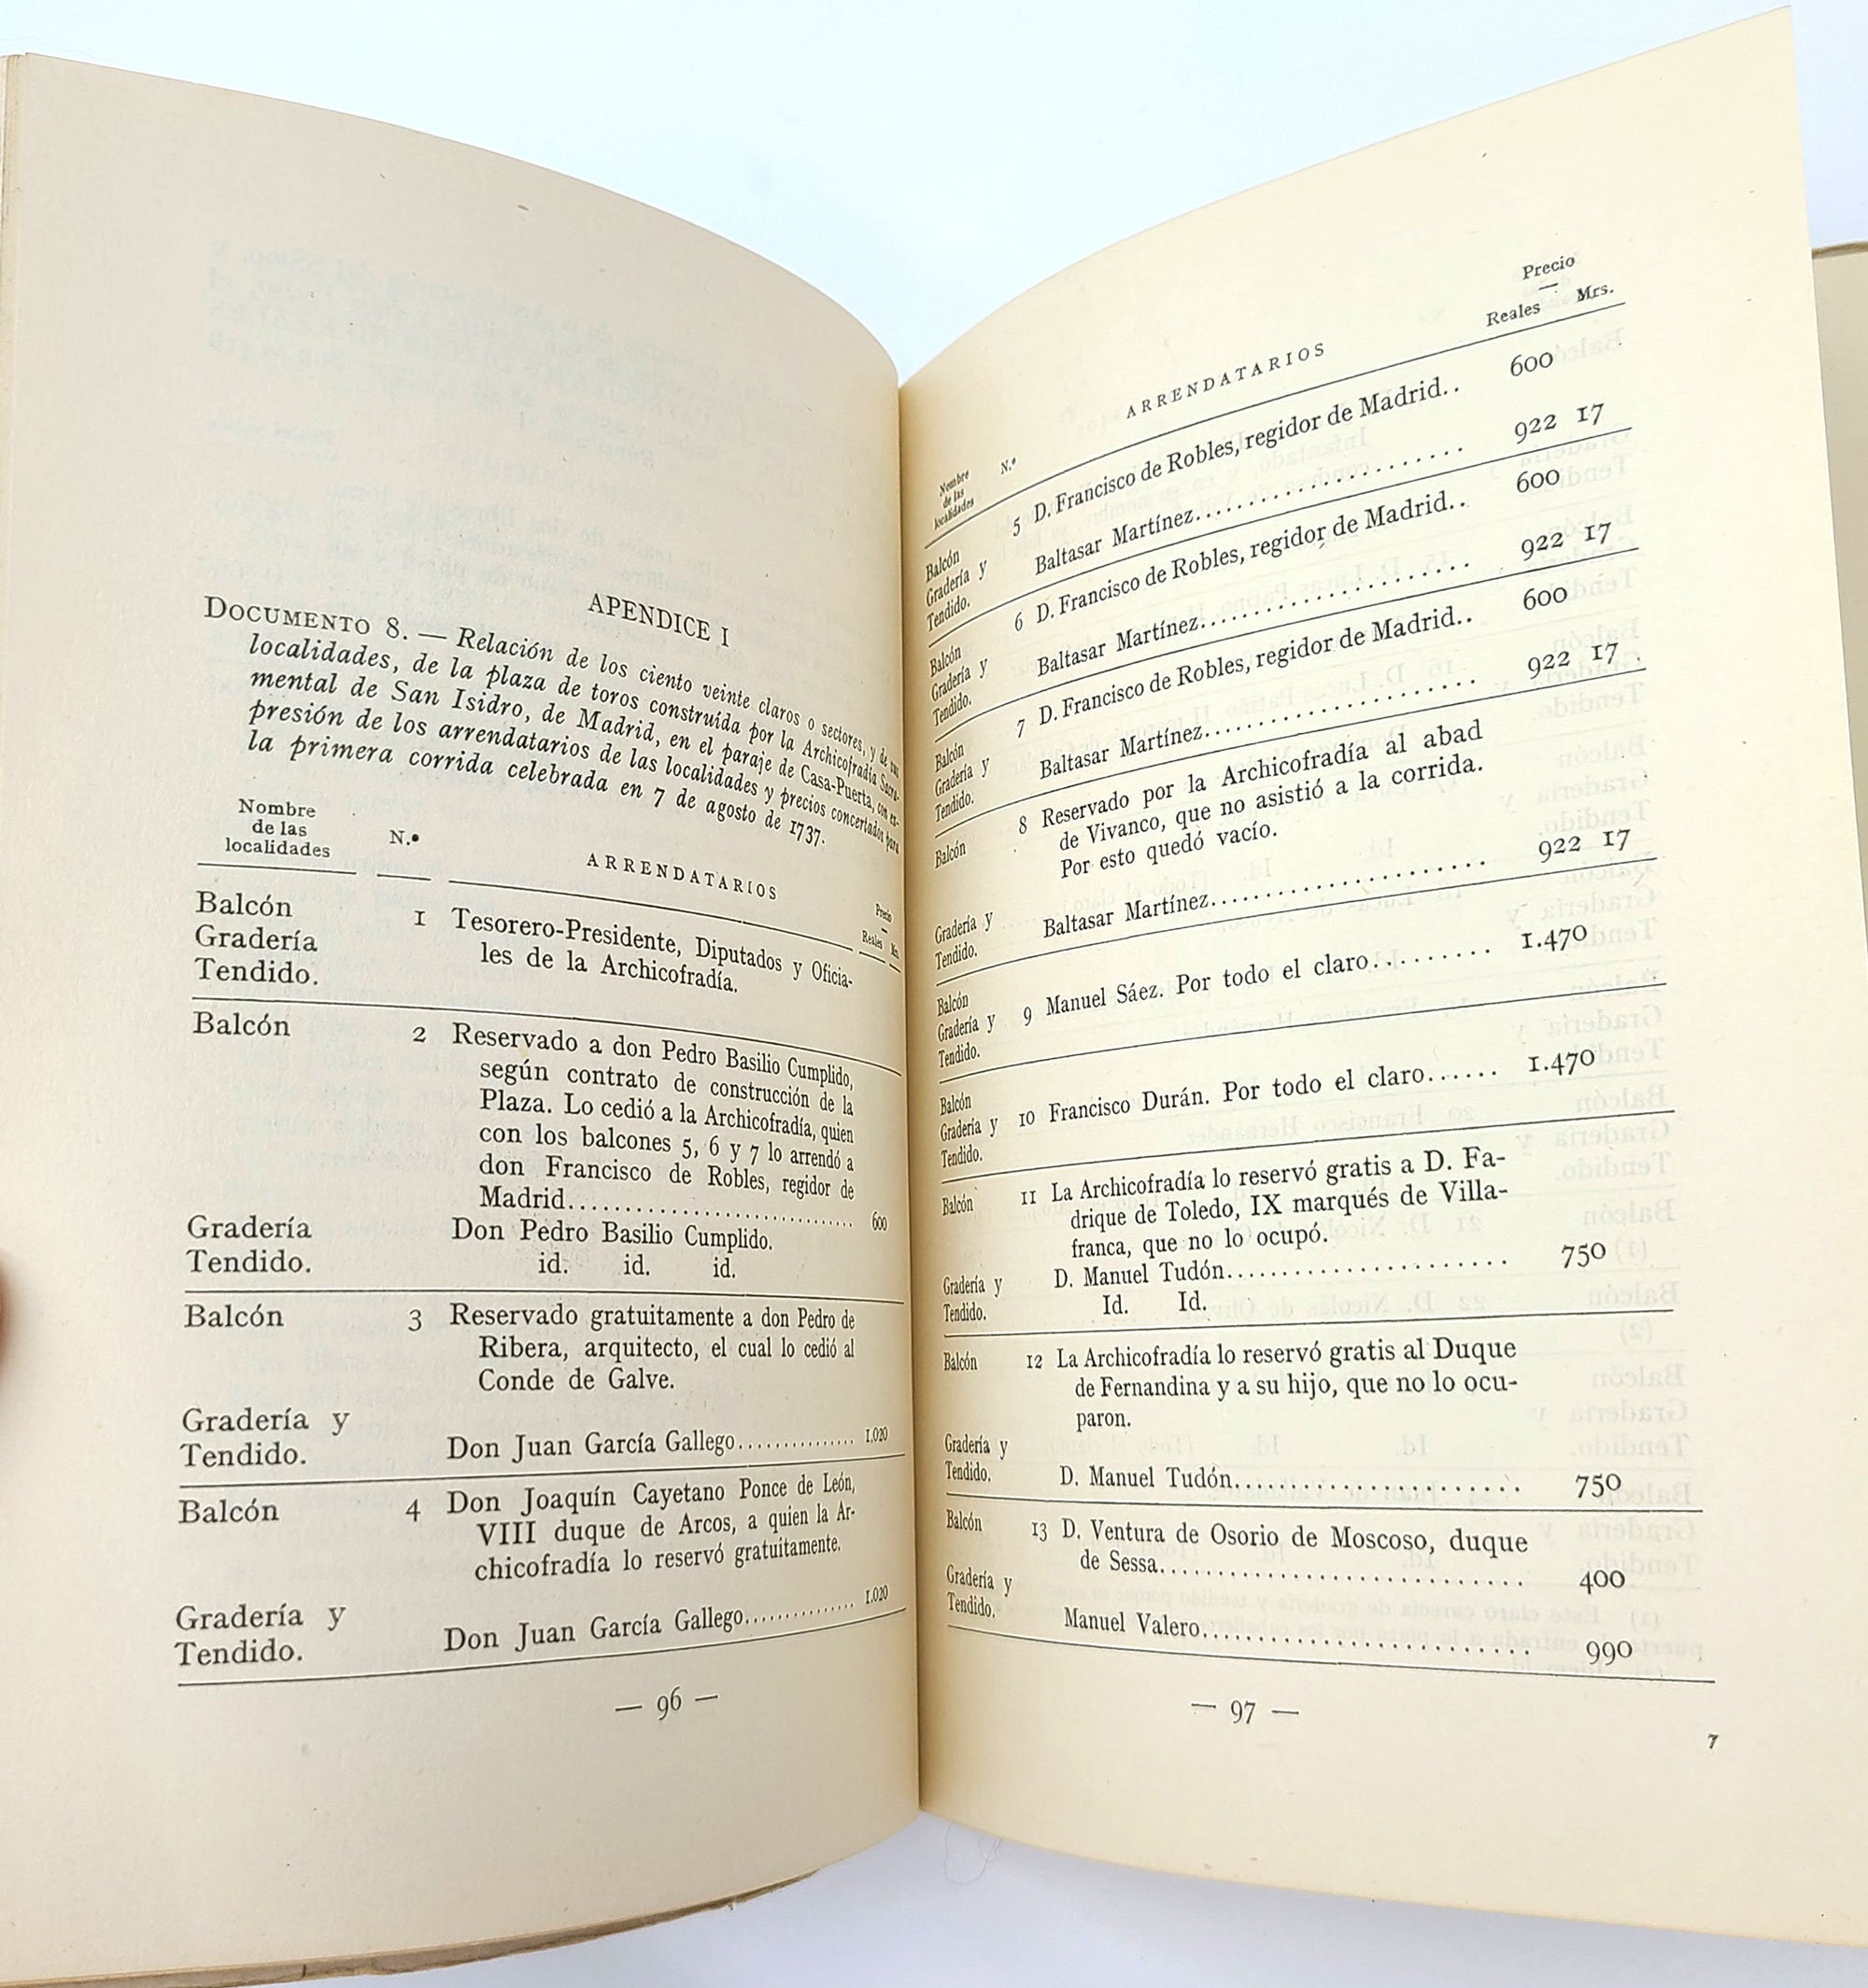 APENDICE I
DOCUMENTO 8. — Relación de los ciento veinte claros o sectores, y de sus
localidades, de la plaza de toros construída por la Archicofradía Sacra-
mental de San Isidro, de Madrid, en el paraje de Casa-Puerta, con ex-
presión de los arrendatarios de las localidades y precios concertados para
la primera corrida celebrada en 7 de agosto de 1737.
Nombre
de las
localidades
N.º
ARRENDATARIOS
Precio
—
Reales
Balcón 1 Tesorero-Presidente, Diputados y Oficia-
Gradería les de la Archicofradía.
Tendido.
Balcón 2 Reservado a don Pedro Basilio Cumplido,
según contrato de construcción de la
Plaza. Lo cedió a la Archicofradía, quien
con los balcones 5, 6 y 7 lo arrendó a
don Francisco de Robles, regidor de
Madrid.............................. 600
Gradería Don Pedro Basilio Cumplido.
Tendido. id. id. id.
Balcón 3 Reservado gratuitamente a don Pedro de
Ribera, arquitecto, el cual lo cedió al
Conde de Galve.
Gradería y
Tendido. Don Juan García Gallego............... 1.020
Balcón 4 Don Joaquín Cayetano Ponce de León,
VIII duque de Arcos, a quien la Ar-
chicofradía lo reservó gratuitamente.
Gradería y
Tendido. Don Juan García Gallego............... 1.020
— 96 —
Nombre
de las
localidades
N.º
ARRENDATARIOS
Precio
—
Reales Mrs.
Balcón 5 D. Francisco de Robles, regidor de Madrid.. 600
Gradería y
Tendido. Baltasar Martínez...................... 922 17
Balcón 6 D. Francisco de Robles, regidor de Madrid.. 600
Gradería y
Tendido. Baltasar Martínez...................... 922 17
Balcón 7 D. Francisco de Robles, regidor de Madrid.. 600
Gradería y
Tendido. Baltasar Martínez...................... 922 17
Balcón 8 Reservado por la Archicofradía al abad
de Vivanco, que no asistió a la corrida.
Por esto quedó vacío.
Gradería y
Tendido. Baltasar Martínez...................... 922 17
Balcón
Gradería y 9 Manuel Sáez. Por todo el claro......... 1.470
Tendido.
Balcón
Gradería y 10 Francisco Durán. Por todo el claro...... 1.470
Tendido.
Balcón 11 La Archicofradía lo reservó gratis a D. Fa-
drique de Toledo, IX marqués de Villa-
franca, que no lo ocupó.
Gradería y D. Manuel Tudón....................... 750
Tendido. Id. Id.
Balcón 12 La Archicofradía lo reservó gratis al Duque
de Fernandina y a su hijo, que no lo ocu-
paron.
Gradería y
Tendido. D. Manuel Tudón....................... 750
Balcón 13 D. Ventura de Osorio de Moscoso, duque
de Sessa............................ 400
Gradería y
Tendido. Manuel Valero.......................... 990
— 97 —
7